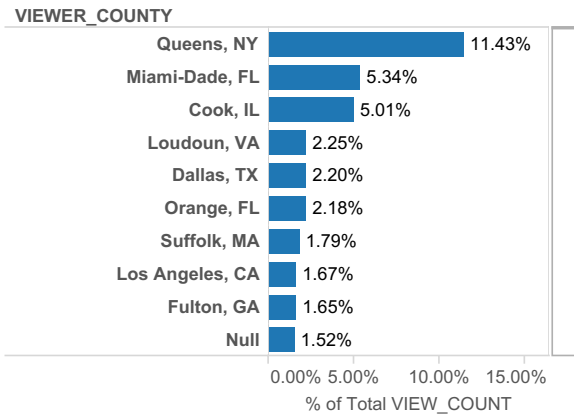 VIEWER_COUNTY
Queens, NY 11.43%
Miami-Dade, FL 5.34%
Cook, IL 5.01%
Loudoun, VA 2.25%
Dallas, TX 2.20%
Orange, FL 2.18%
Suffolk, MA 1.79%
Los Angeles, CA 1.67%
Fulton, GA 1.65%
Null 1.52%
0.00% 5.00% 10.00% 15.00%
% of Total VIEW_COUNT